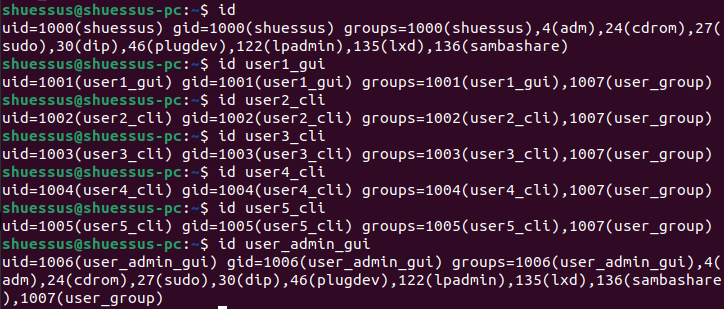 shuessus@shuessus-pc:~$ id
uid=1000(shuessus) gid=1000(shuessus) groups=1000(shuessus),4(adm),24(cdrom),27(
sudo),30(dip),46(plugdev),122(lpadmin),135(lxd),136(sambashare)
shuessus@shuessus-pc:~$ id user1_gui
uid=1001(user1_gui) gid=1001(user1_gui) groups=1001(user1_gui),1007(user_group)
shuessus@shuessus-pc:~$ id user2_cli
uid=1002(user2_cli) gid=1002(user2_cli) groups=1002(user2_cli),1007(user_group)
shuessus@shuessus-pc:~$ id user3_cli
uid=1003(user3_cli) gid=1003(user3_cli) groups=1003(user3_cli),1007(user_group)
shuessus@shuessus-pc:~$ id user4_cli
uid=1004(user4_cli) gid=1004(user4_cli) groups=1004(user4_cli),1007(user_group)
shuessus@shuessus-pc:~$ id user5_cli
uid=1005(user5_cli) gid=1005(user5_cli) groups=1005(user5_cli),1007(user_group)
shuessus@shuessus-pc:~$ id user_admin_gui
uid=1006(user_admin_gui) gid=1006(user_admin_gui) groups=1006(user_admin_gui),4(
adm),24(cdrom),27(sudo),30(dip),46(plugdev),122(lpadmin),135(lxd),136(sambashare
),1007(user_group)